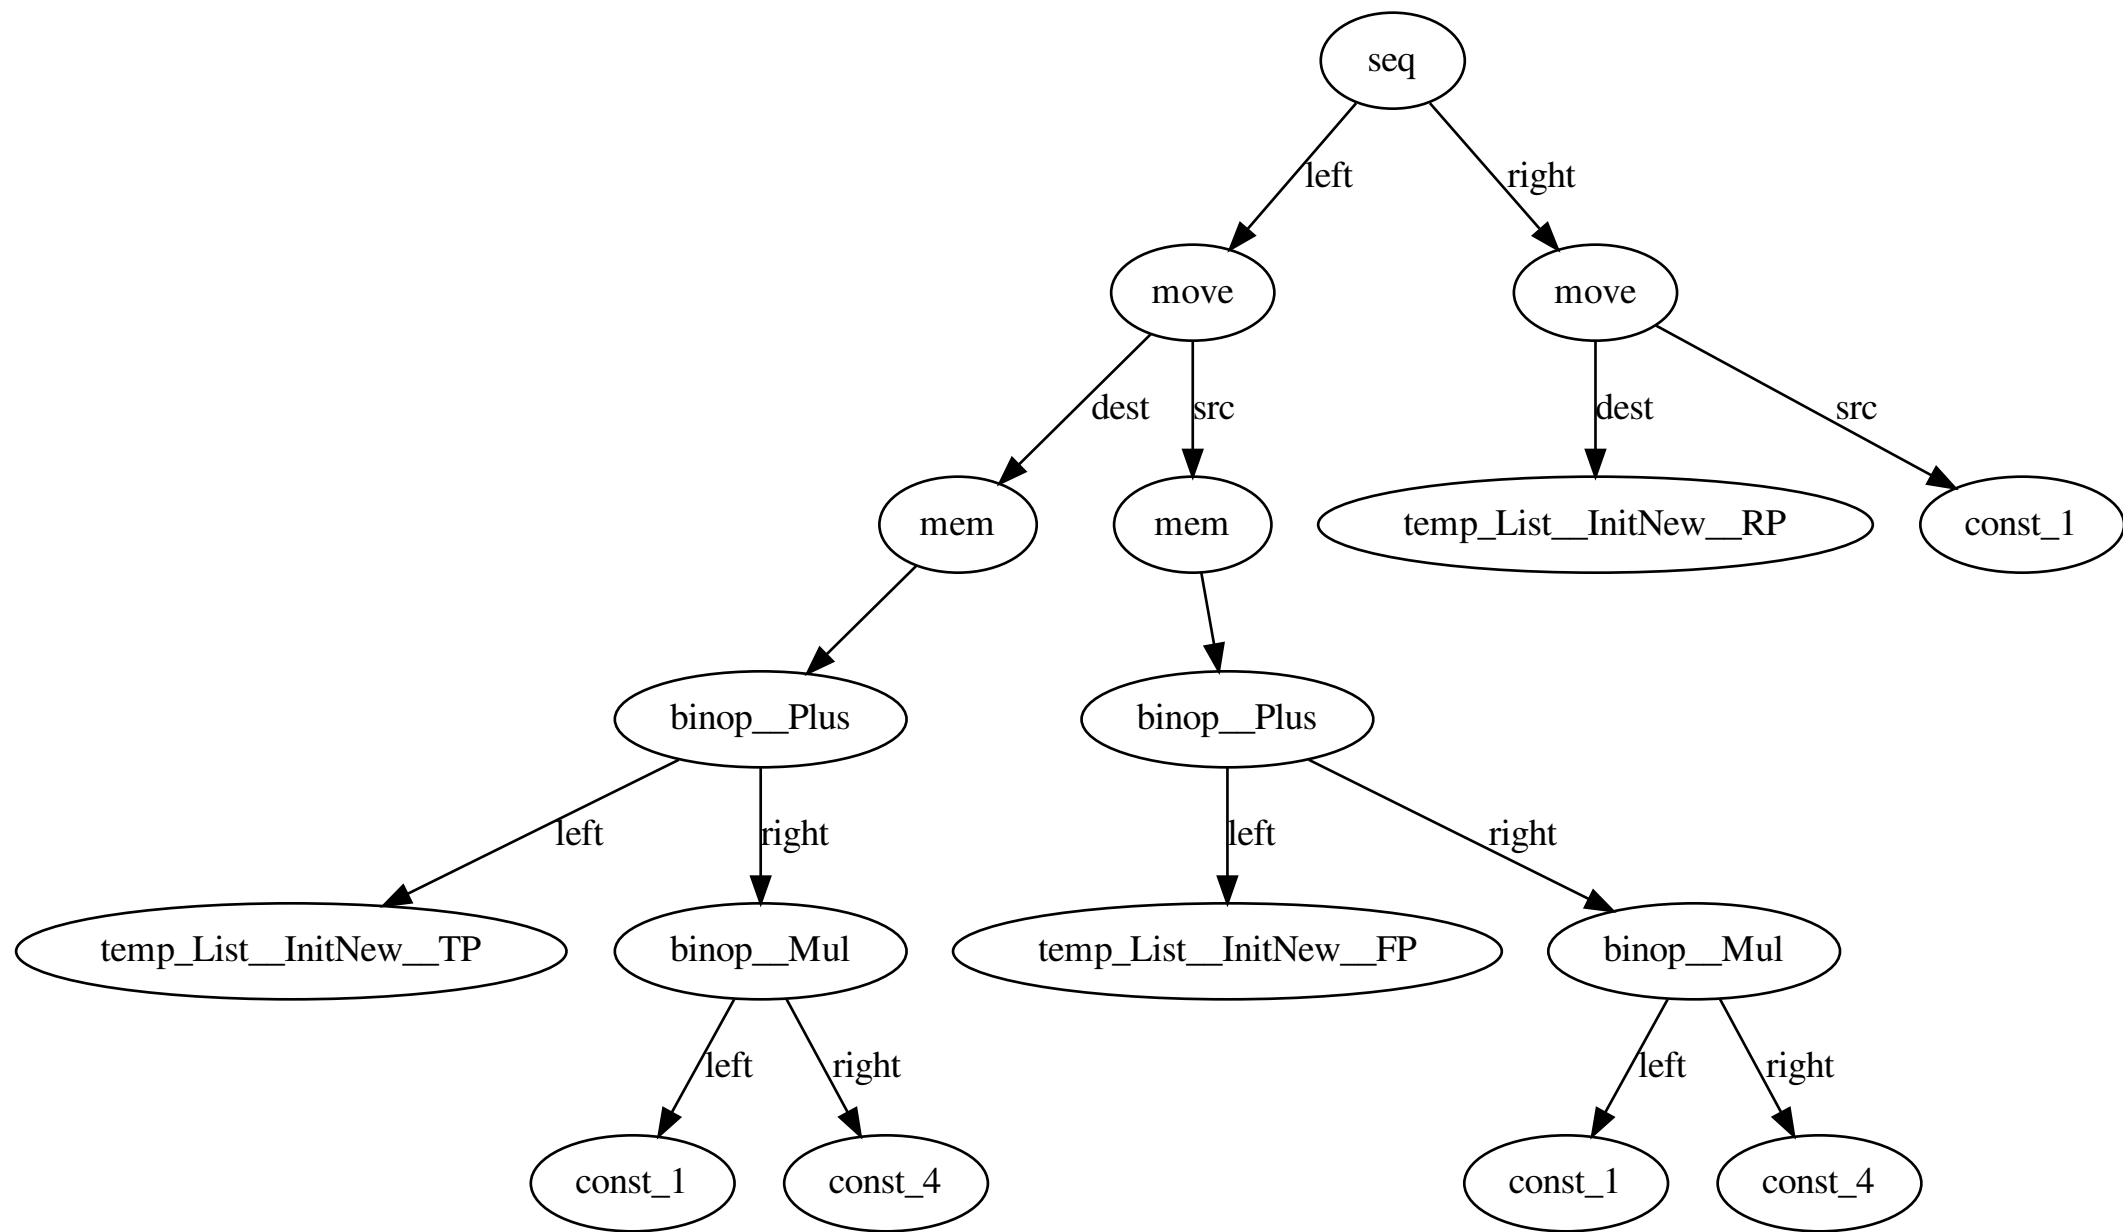 seq
left
right
move
move
dest
src
dest
src
mem
mem
temp_List__InitNew__RP
const_1
binop__Plus
binop__Plus
left
right
left
right
temp_List__InitNew__TP
binop__Mul
temp_List__InitNew__FP
binop__Mul
left
right
left
right
const_1
const_4
const_1
const_4